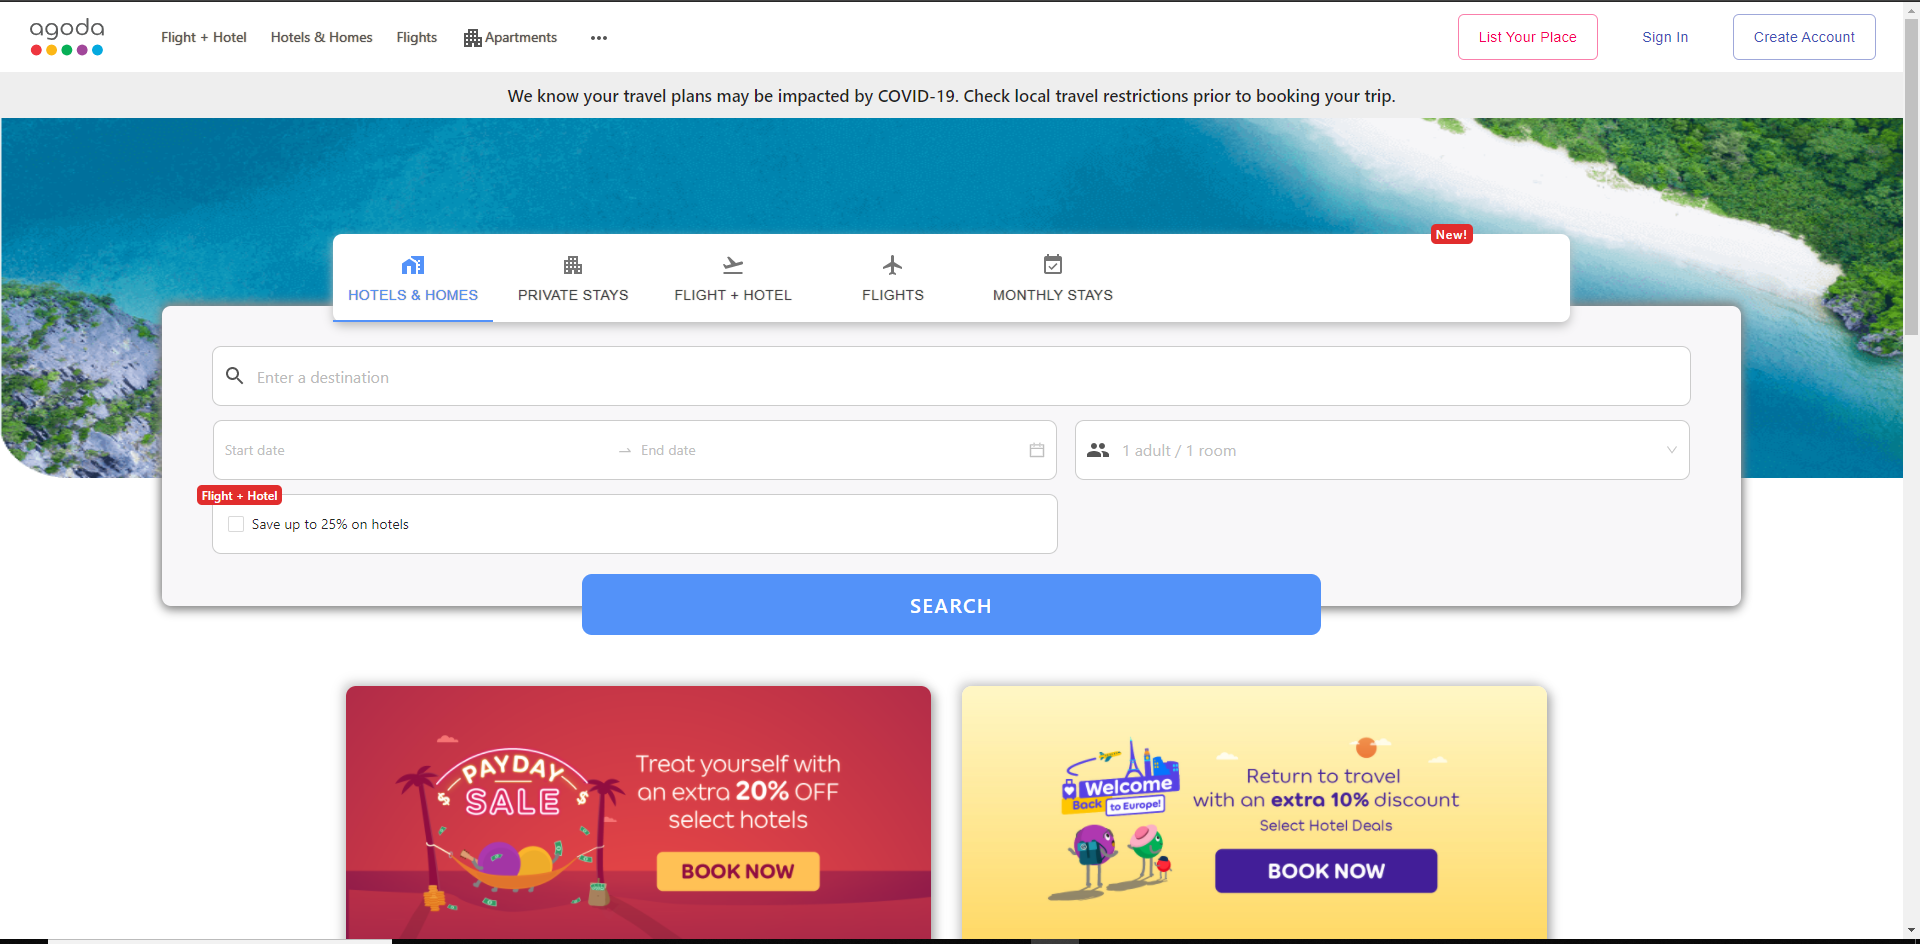 agoda
Flight + Hotel
Hotels & Homes
Flights
Apartments
List Your Place
Sign In
Create Account
We know your travel plans may be impacted by COVID-19. Check local travel restrictions prior to booking your trip.
New!
HOTELS & HOMES
PRIVATE STAYS
FLIGHT + HOTEL
FLIGHTS
MONTHLY STAYS
Enter a destination
Start date
End date
1 adult / 1 room
Flight + Hotel
Save up to 25% on hotels
SEARCH
PAYDAY
$ SALE $
Treat yourself with
an extra 20% OFF
select hotels
BOOK NOW
Welcome
Back to Europe!
Return to travel
with an extra 10% discount
Select Hotel Deals
BOOK NOW